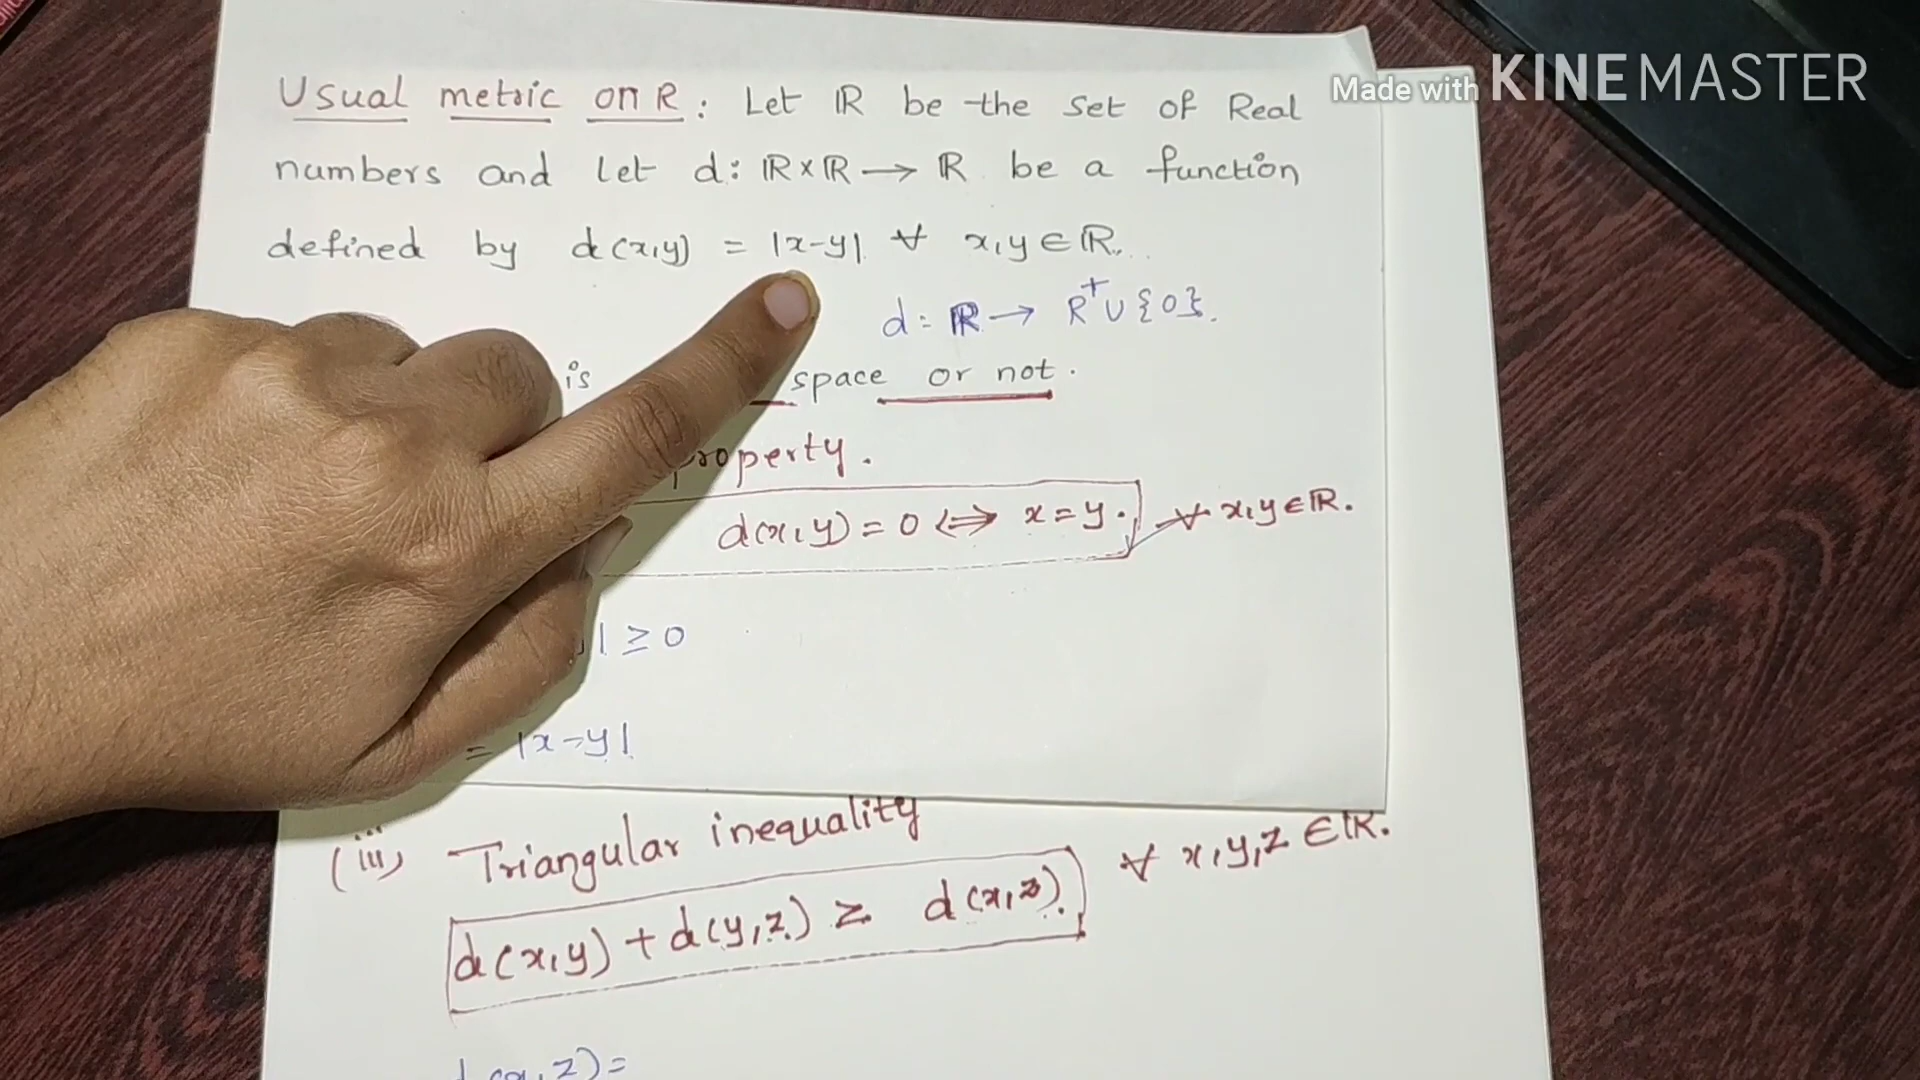 Made with KINEMASTER
Usual metric on R : Let ℝ be the set of Real
numbers and let d : ℝ×ℝ → ℝ be a function
defined by d(x,y) = |x-y| ∀ x,y ∈ ℝ.
d : ℝ → R⁺ ∪ {0}.
is space or not.
property.
d(x,y) = 0 ⇔ x = y. ∀ x,y ∈ ℝ.
| ≥ 0
= |x-y|
(iii) Triangular inequality
d(x,y) + d(y,z) ≥ d(x,z). ∀ x,y,z ∈ ℝ.